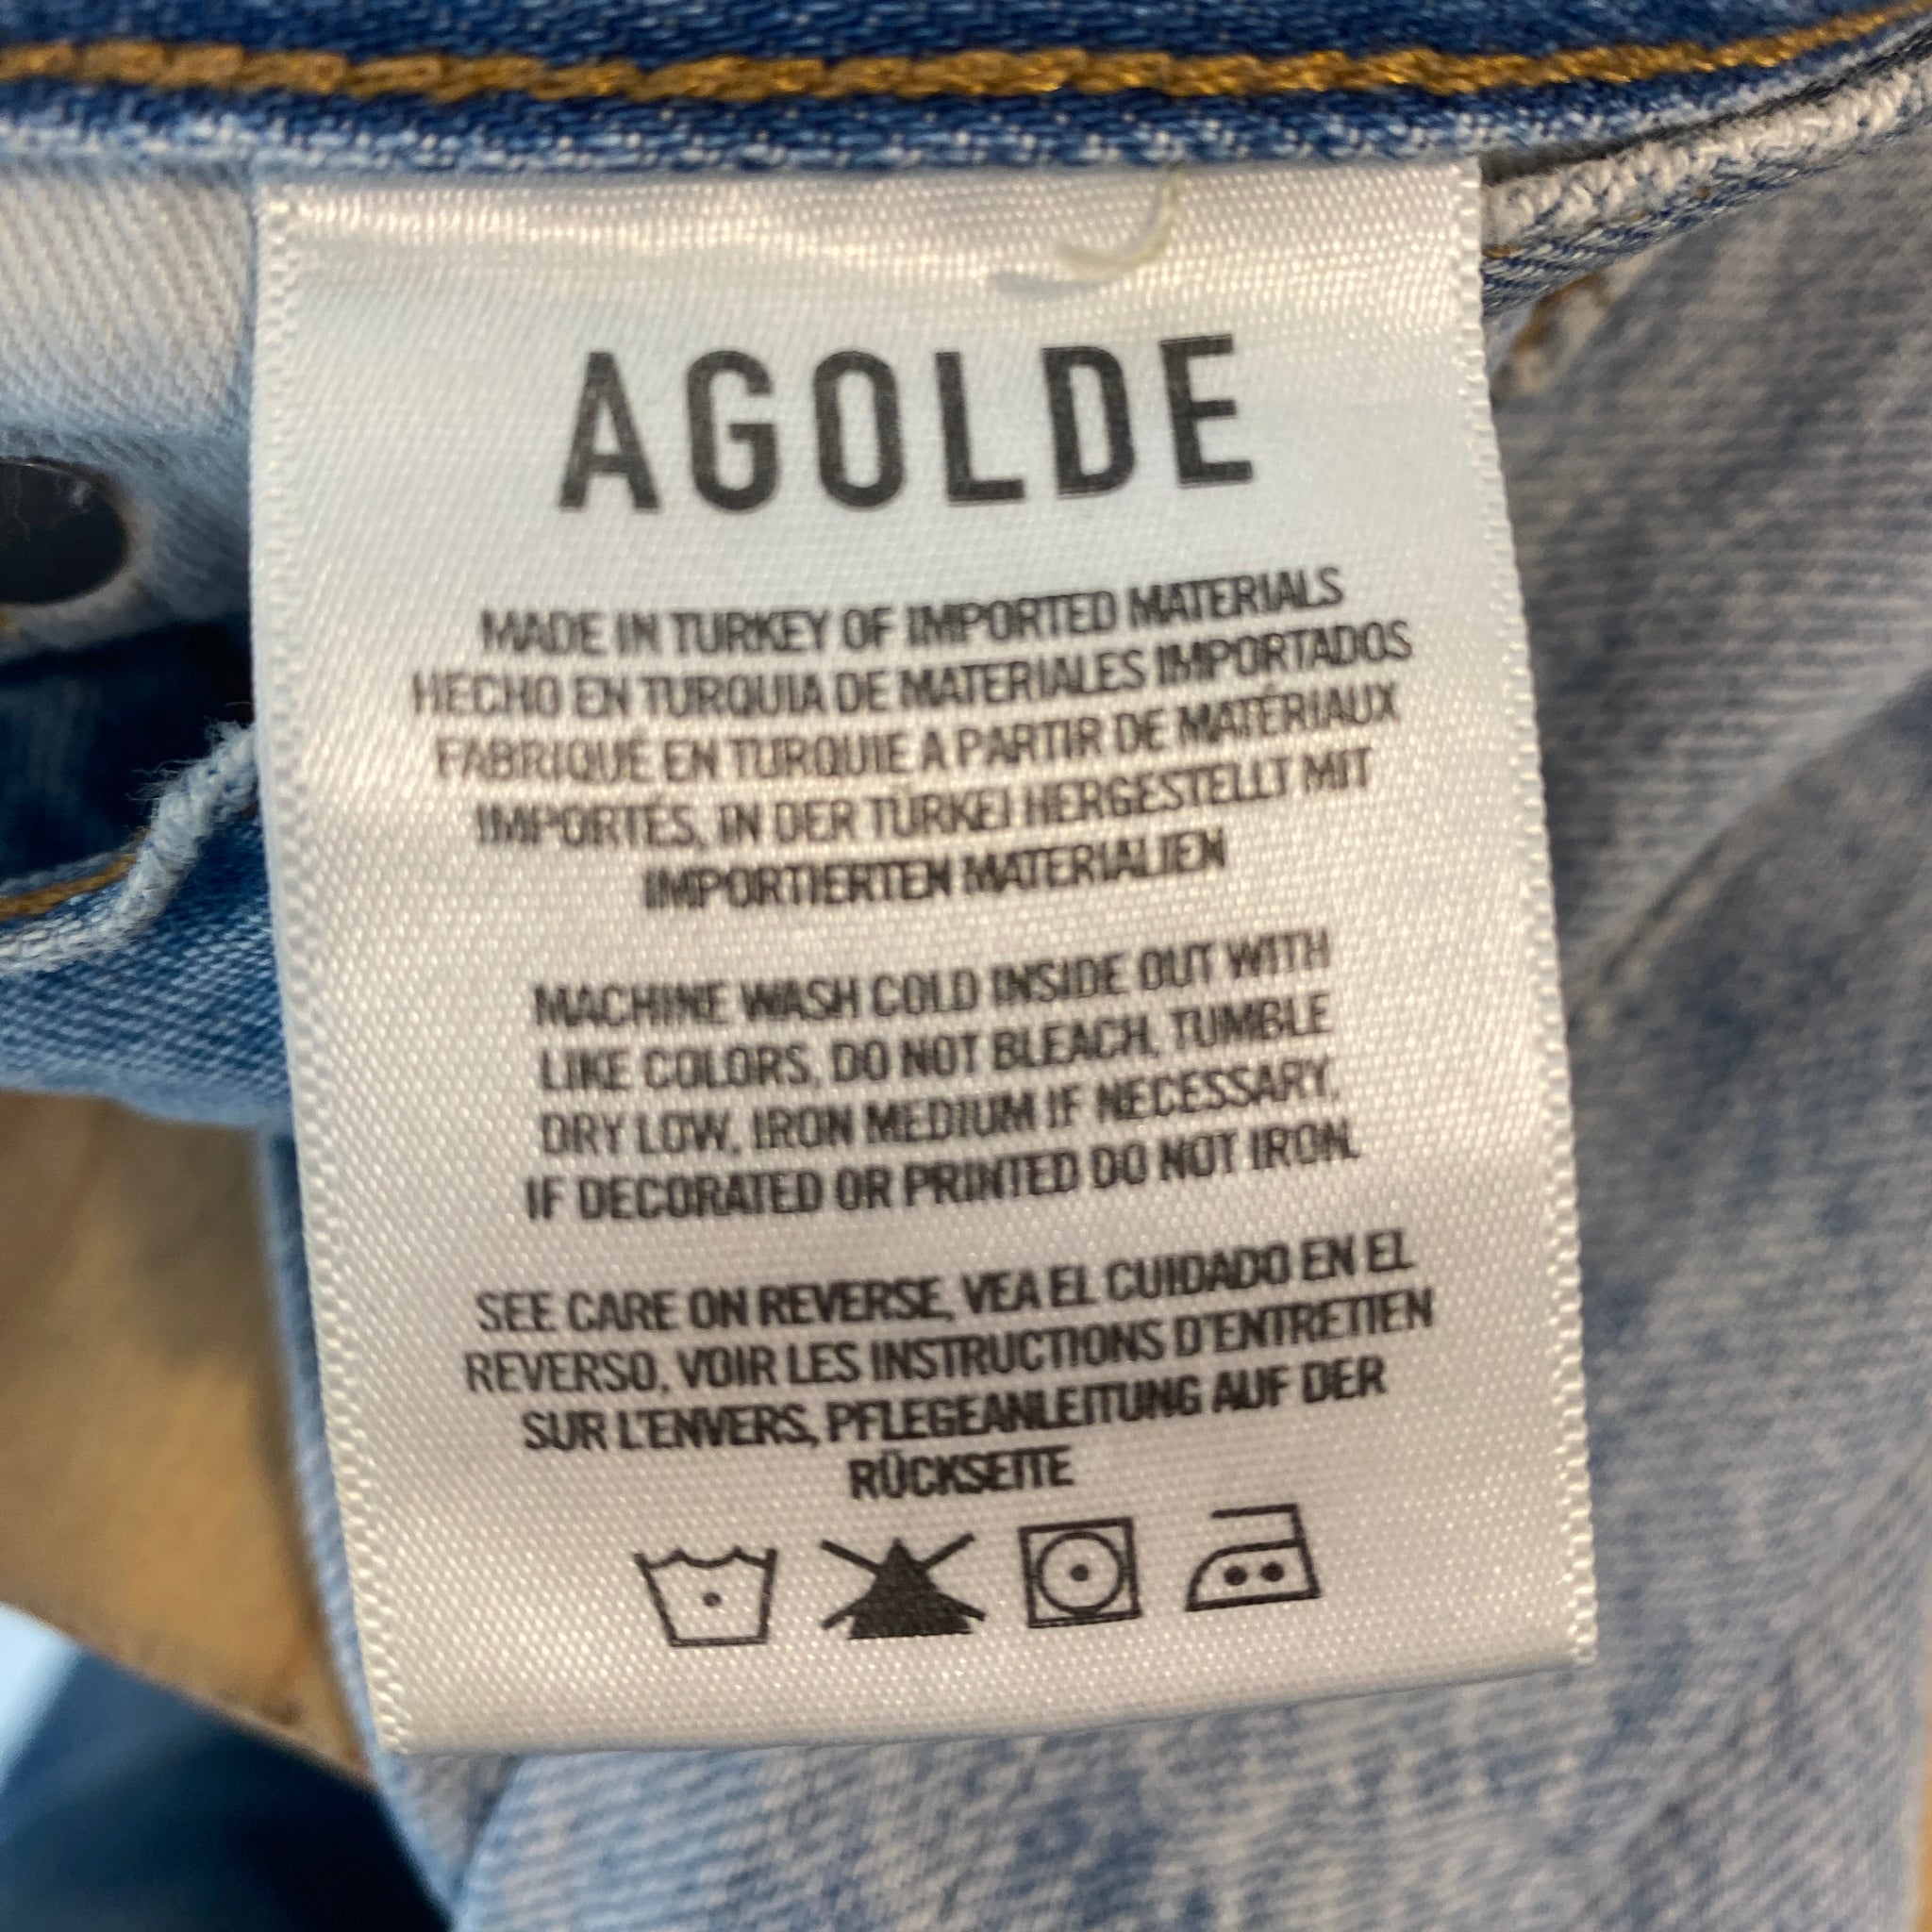 AGOLDE
MADE IN TURKEY OF IMPORTED MATERIALS
HECHO EN TURQUIA DE MATERIALES IMPORTADOS
FABRIQUÉ EN TURQUIE A PARTIR DE MATÉRIAUX
IMPORTÉS, IN DER TÜRKEI HERGESTELLT MIT
IMPORTIERTEN MATERIALIEN
MACHINE WASH COLD INSIDE OUT WITH
LIKE COLORS, DO NOT BLEACH, TUMBLE
DRY LOW, IRON MEDIUM IF NECESSARY,
IF DECORATED OR PRINTED DO NOT IRON.
SEE CARE ON REVERSE, VEA EL CUIDADO EN EL
REVERSO, VOIR LES INSTRUCTIONS D'ENTRETIEN
SUR L'ENVERS, PFLEGEANLEITUNG AUF DER
RÜCKSEITE